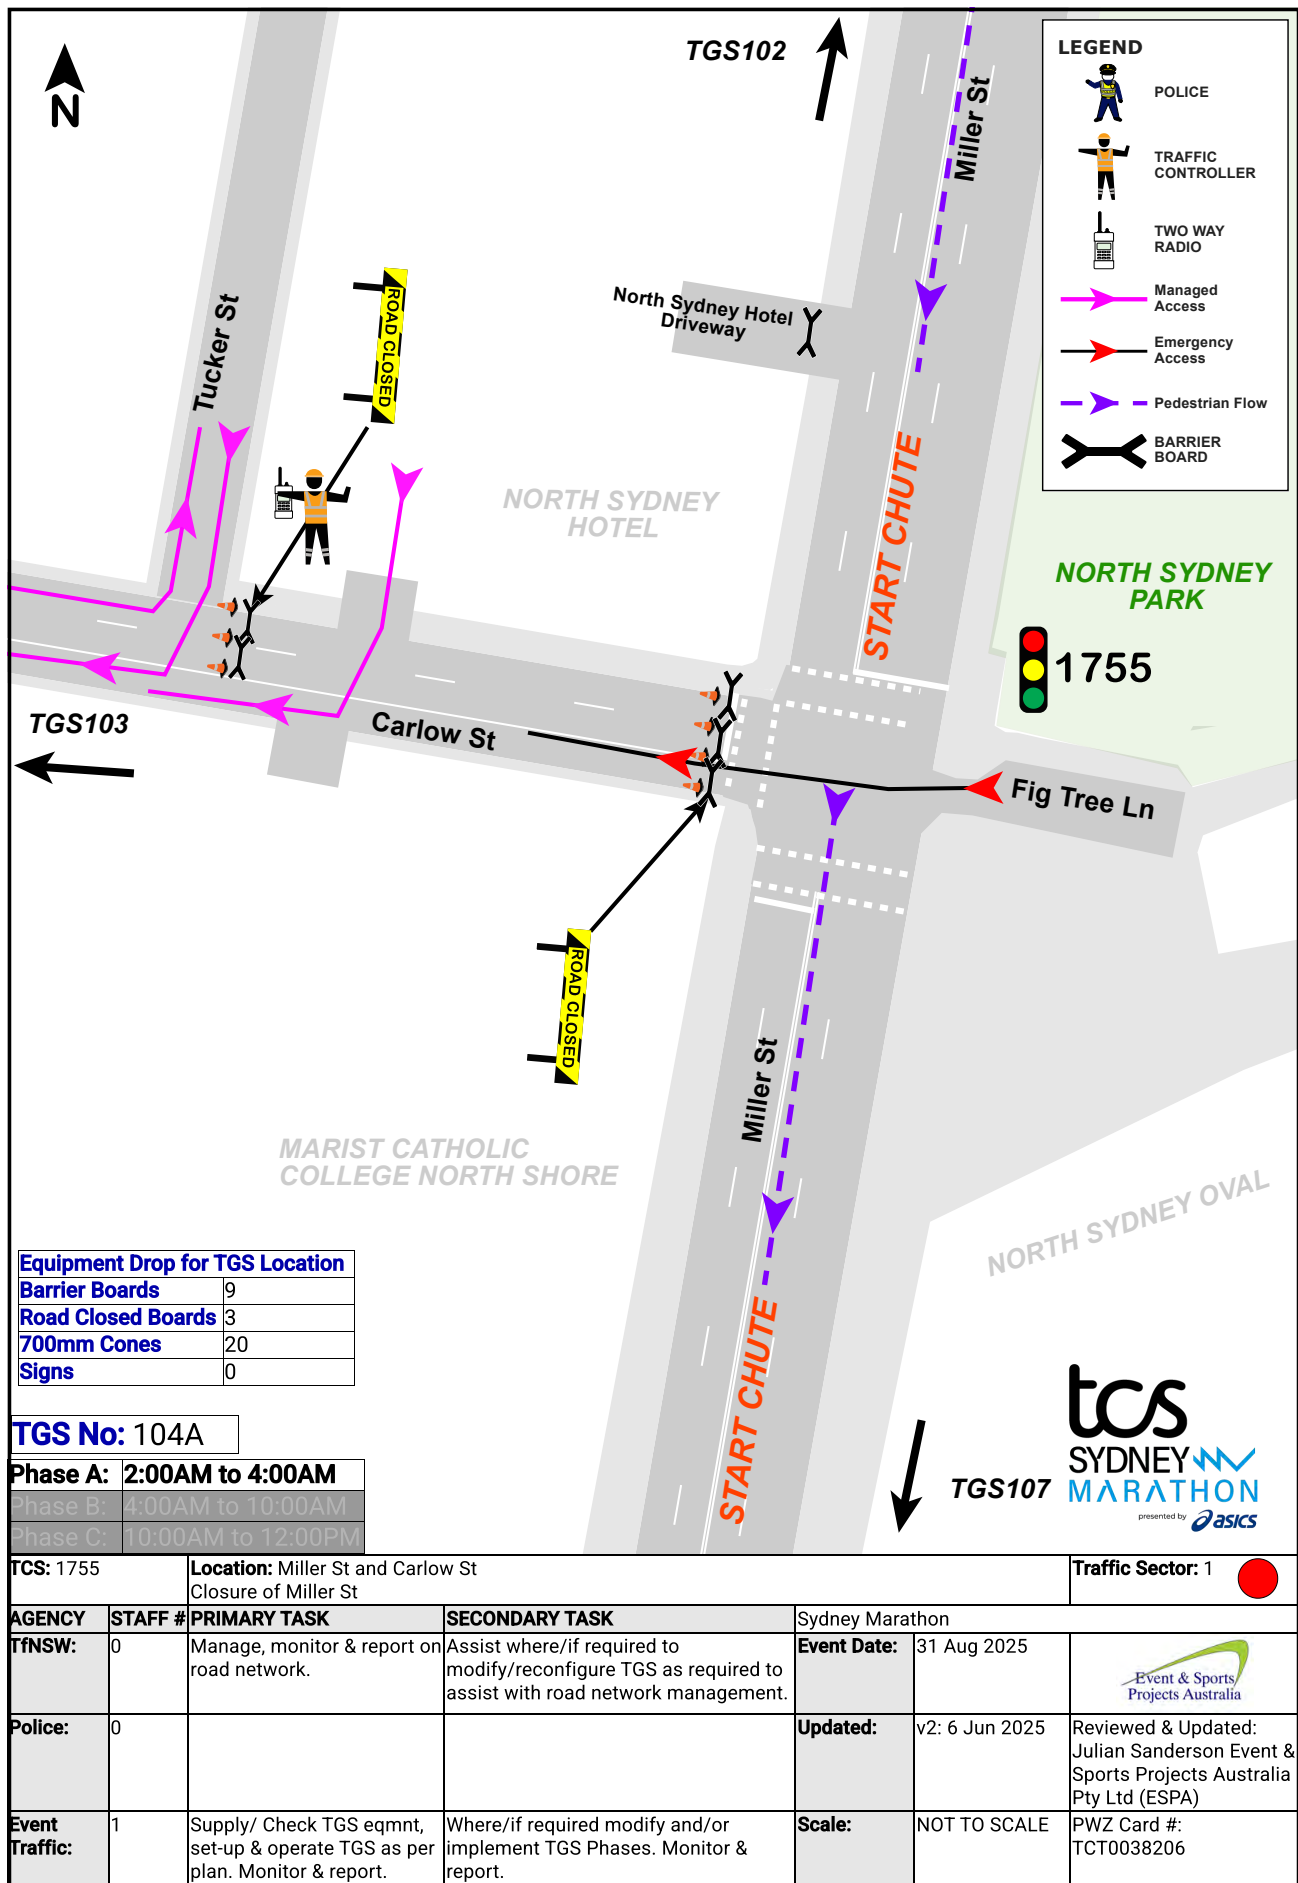 TGS102
N
LEGEND
POLICE
TRAFFIC
CONTROLLER
TWO WAY
RADIO
Managed
Access
Emergency
Access
Pedestrian Flow
BARRIER
BOARD
Miller St
Tucker St
ROAD CLOSED
North Sydney Hotel
Driveway
START CHUTE
NORTH SYDNEY
HOTEL
NORTH SYDNEY
PARK
1755
TGS103
Carlow St
Fig Tree Ln
ROAD CLOSED
Miller St
MARIST CATHOLIC
COLLEGE NORTH SHORE
NORTH SYDNEY OVAL
START CHUTE
TGS107
Equipment Drop for TGS Location
Barrier Boards 9
Road Closed Boards 3
700mm Cones 20
Signs 0
TGS No: 104A
Phase A: 2:00AM to 4:00AM
Phase B: 4:00AM to 10:00AM
Phase C: 10:00AM to 12:00PM
tcs
SYDNEY
MARATHON
presented by asics
TCS: 1755
Location: Miller St and Carlow St
Closure of Miller St
Traffic Sector: 1
AGENCY STAFF # PRIMARY TASK SECONDARY TASK Sydney Marathon
TfNSW: 0
Manage, monitor & report on
road network.
Assist where/if required to
modify/reconfigure TGS as required to
assist with road network management.
Event Date: 31 Aug 2025
Event & Sports
Projects Australia
Police: 0
Updated: v2: 6 Jun 2025
Reviewed & Updated:
Julian Sanderson Event &
Sports Projects Australia
Pty Ltd (ESPA)
Event
Traffic:
1
Supply/ Check TGS eqmnt,
set-up & operate TGS as per
plan. Monitor & report.
Where/if required modify and/or
implement TGS Phases. Monitor &
report.
Scale: NOT TO SCALE
PWZ Card #:
TCT0038206